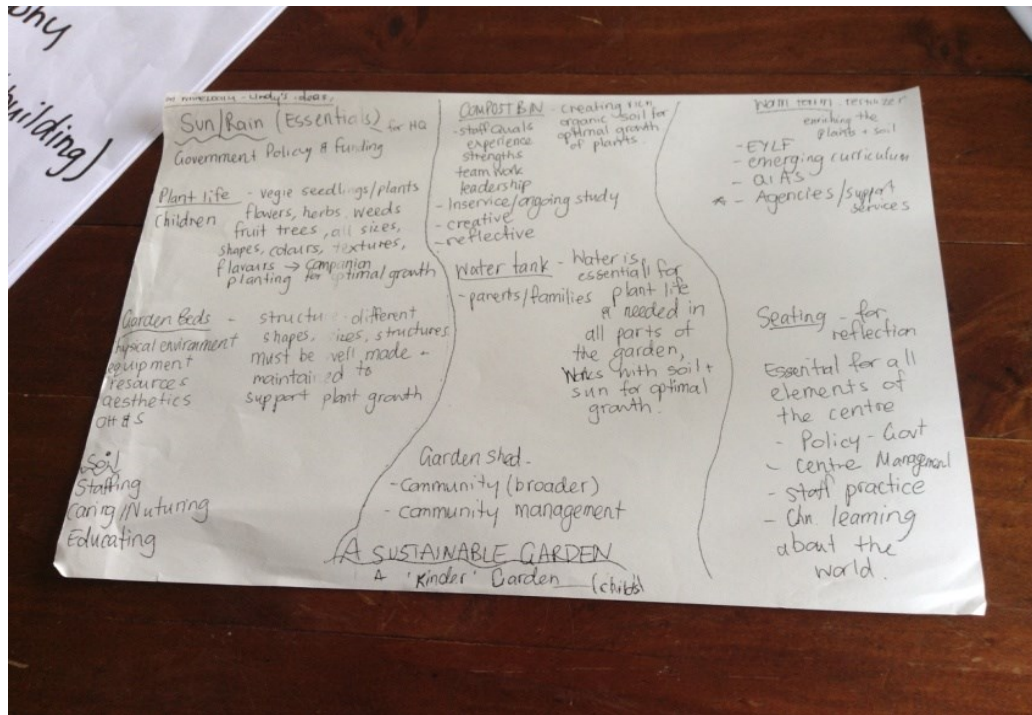 ohy
building)
Sun/Rain (Essentials) for HQ
Government Policy & Funding
Plant life - vegie seedlings/plants
Children flowers, herbs, weeds
fruit trees, all sizes,
shapes, colours, textures,
flavours → companion
planting for optimal growth
Garden Beds - structure different
physical environment shapes, sizes, structures
equipment must be well made +
resources maintained to
aesthetics support plant growth
OH&S
Soil
Staffing
Caring/Nuturing
Educating
COMPOST BIN - creating rich
organic soil for
optimal growth
of plants.
- staff quals
experience
strengths
team work
leadership
- Inservice/ongoing study
- creative
- reflective
Water tank - Water is
essentiall for
- parents/families plant life
& needed in
all parts of
the garden,
Works with soil +
sun for optimal
growth.
Garden shed -
- Community (broader)
- community management
A SUSTAINABLE GARDEN
A 'Kinder' Garden (child's)
fertilizer
enriching the
plants + soil
- EYLF
- emerging curriculum
- QIAS
* - Agencies/support
services
Seating - for
reflection
Essential for all
elements of
the centre
- Policy - Govt
- Centre Management
- staff practice
- Chn. learning
about the
world.